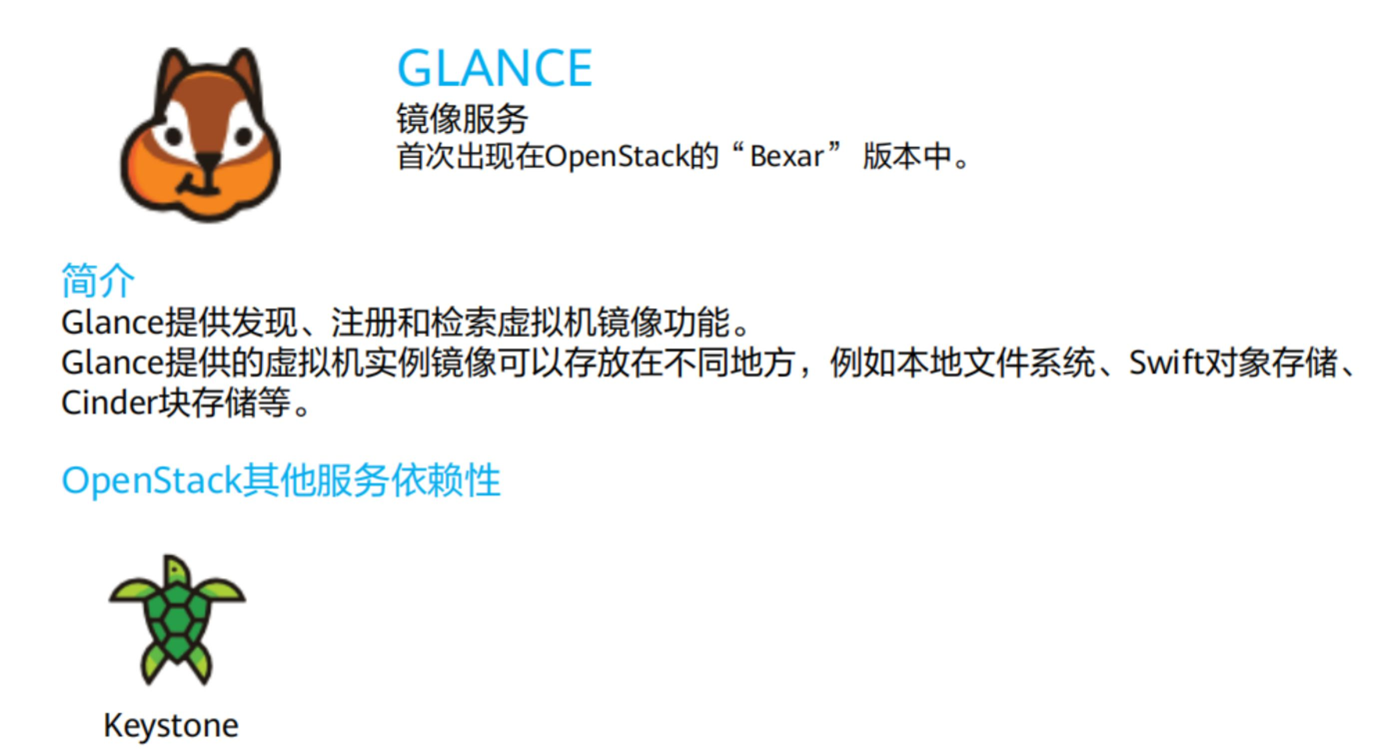 GLANCE
镜像服务
首次出现在OpenStack的“Bexar” 版本中。
简介
Glance提供发现、注册和检索虚拟机镜像功能。
Glance提供的虚拟机实例镜像可以存放在不同地方，例如本地文件系统、Swift对象存储、
Cinder块存储等。
OpenStack其他服务依赖性
Keystone